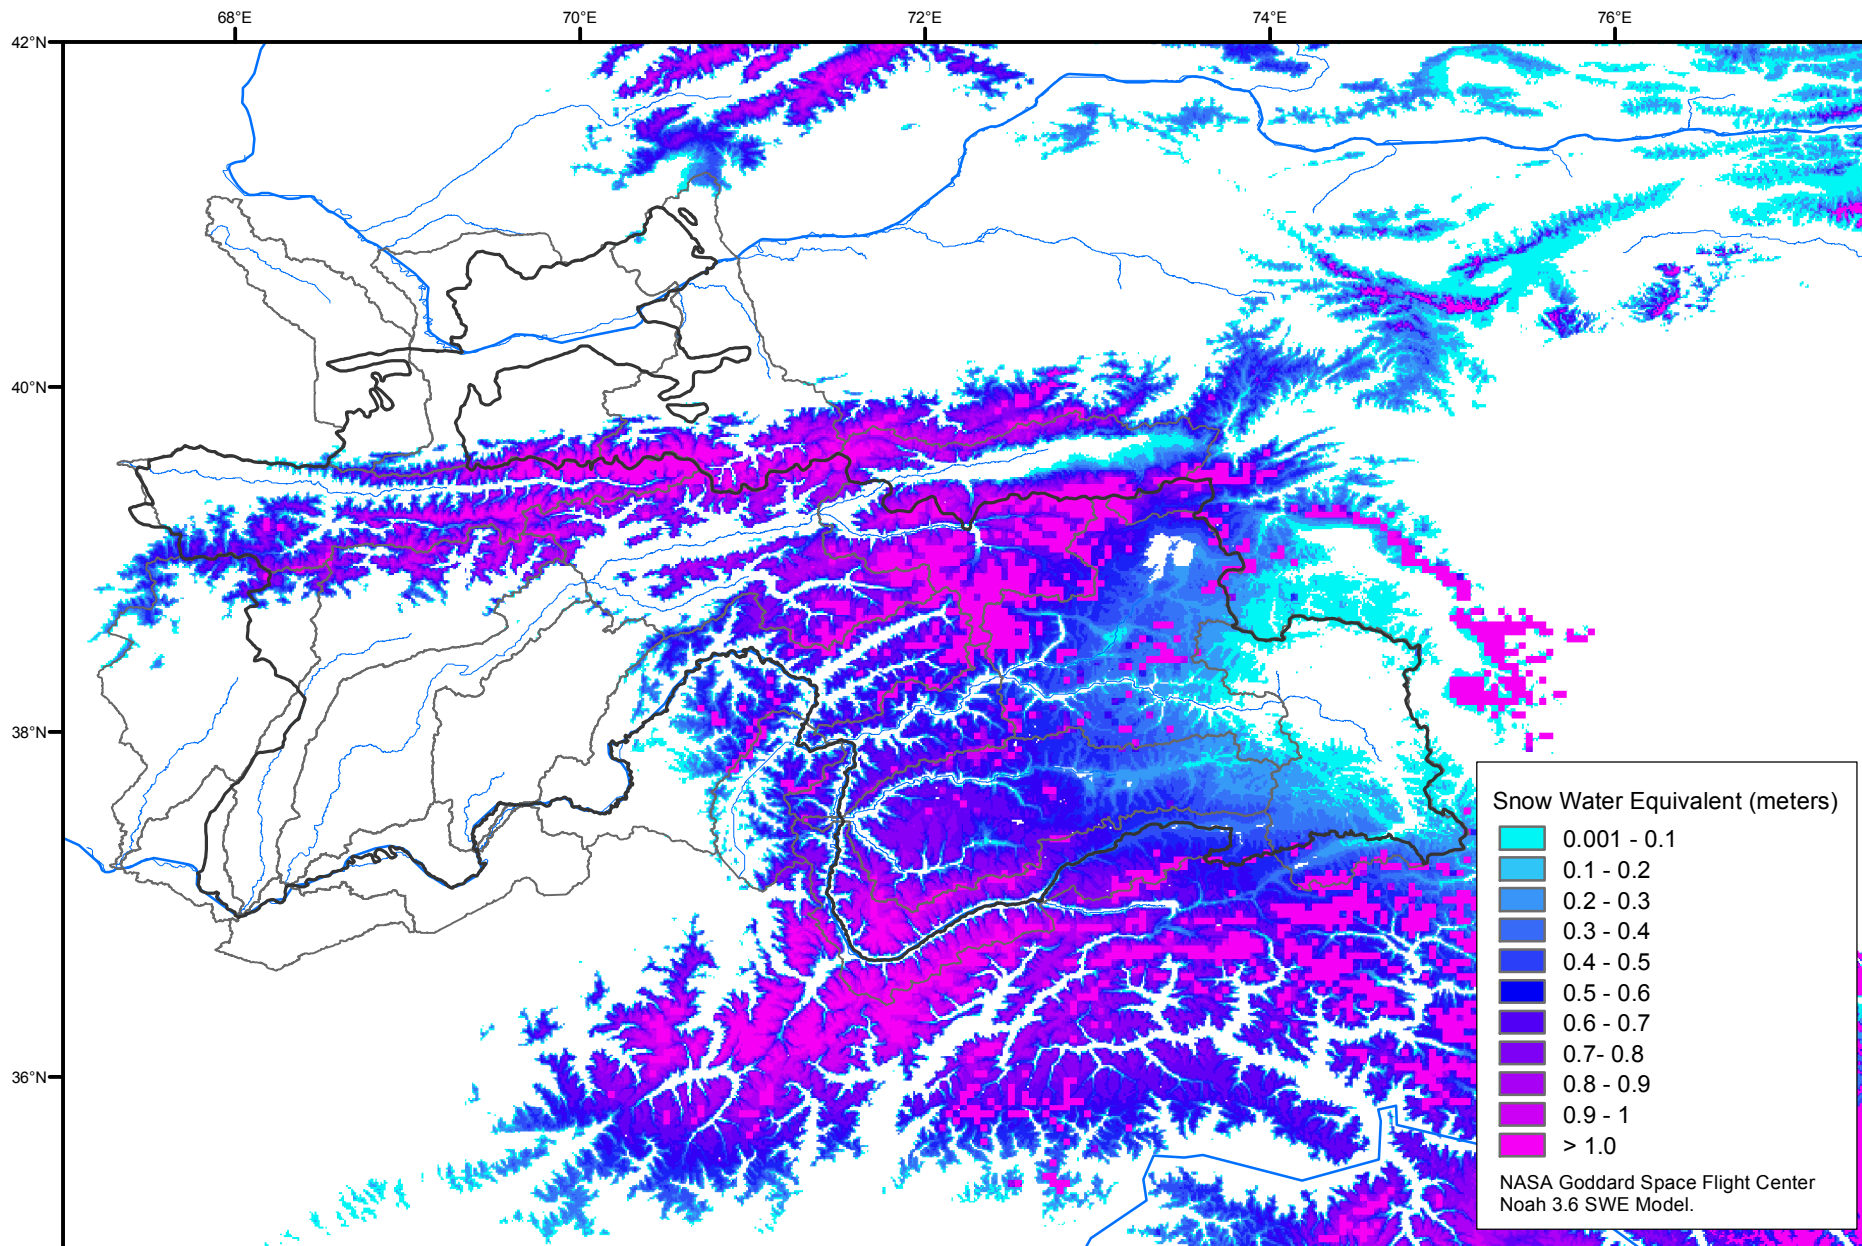 68°E
70°E
72°E
74°E
76°E
42°N
40°N
38°N
36°N
Snow Water Equivalent (meters)
0.001 - 0.1
0.1 - 0.2
0.2 - 0.3
0.3 - 0.4
0.4 - 0.5
0.5 - 0.6
0.6 - 0.7
0.7- 0.8
0.8 - 0.9
0.9 - 1
> 1.0
NASA Goddard Space Flight Center
Noah 3.6 SWE Model.